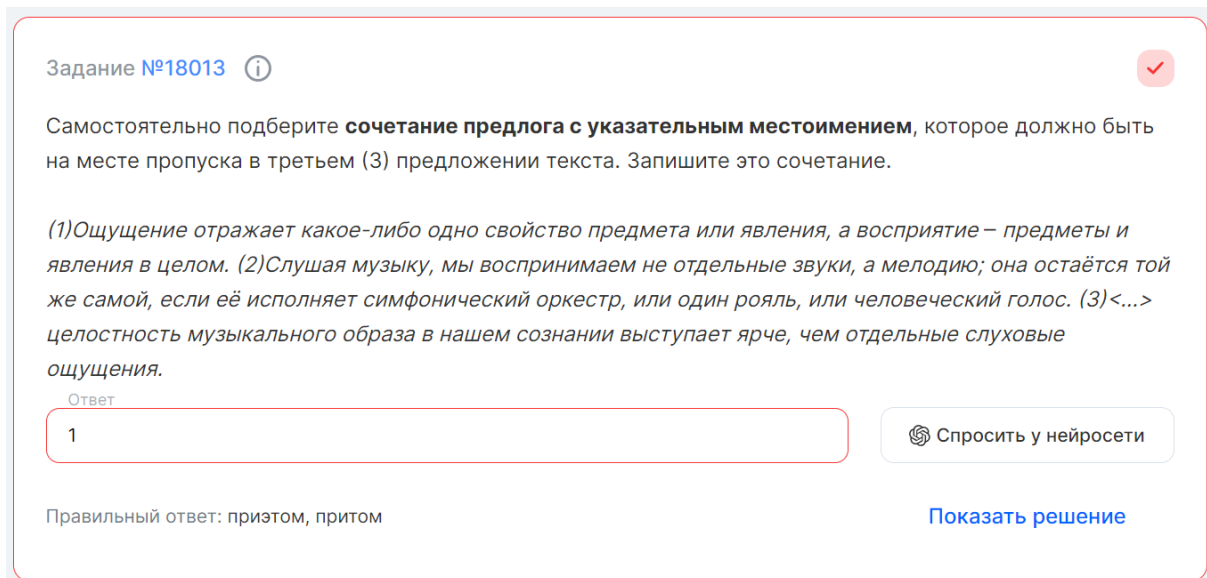 Задание №18013
Самостоятельно подберите сочетание предлога с указательным местоимением, которое должно быть
на месте пропуска в третьем (3) предложении текста. Запишите это сочетание.
(1)Ощущение отражает какое-либо одно свойство предмета или явления, а восприятие – предметы и
явления в целом. (2)Слушая музыку, мы воспринимаем не отдельные звуки, а мелодию; она остаётся той
же самой, если её исполняет симфонический оркестр, или один рояль, или человеческий голос. (3)<...>
целостность музыкального образа в нашем сознании выступает ярче, чем отдельные слуховые
ощущения.
Ответ
1
Спросить у нейросети
Правильный ответ: приэтом, притом
Показать решение